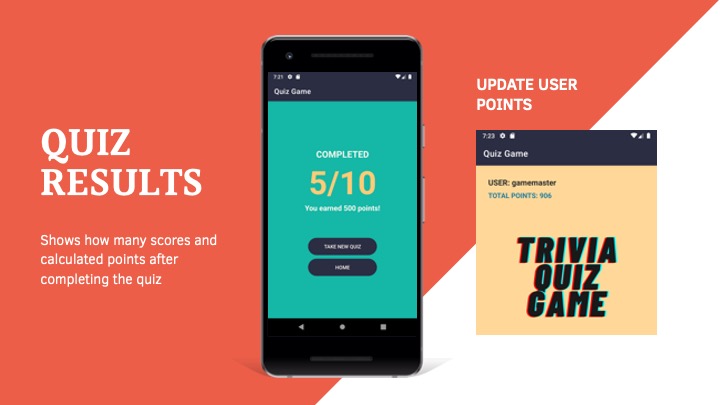 QUIZ
RESULTS
Shows how many scores and
calculated points after
completing the quiz
7:21
Quiz Game
COMPLETED
5/10
You earned 500 points!
TAKE NEW QUIZ
HOME
UPDATE USER
POINTS
7:23
Quiz Game
USER: gamemaster
TOTAL POINTS: 906
TRIVIA
QUIZ
GAME